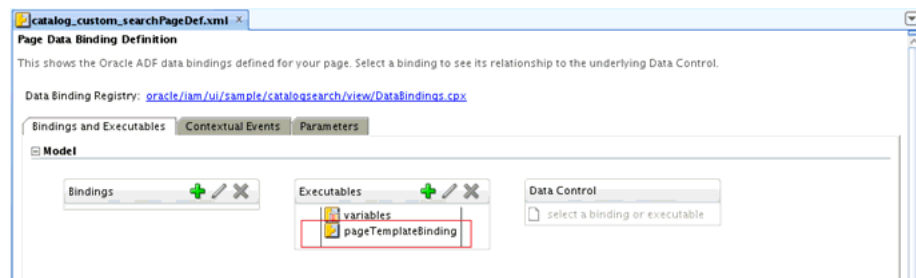 catalog_custom_searchPageDef.xml
Page Data Binding Definition
This shows the Oracle ADF data bindings defined for your page. Select a binding to see its relationship to the underlying Data Control.
Data Binding Registry: oracle/iam/ui/sample/catalogsearch/view/DataBindings.cpx
Bindings and Executables Contextual Events Parameters
Model
Bindings Executables Data Control
variables select a binding or executable
pageTemplateBinding